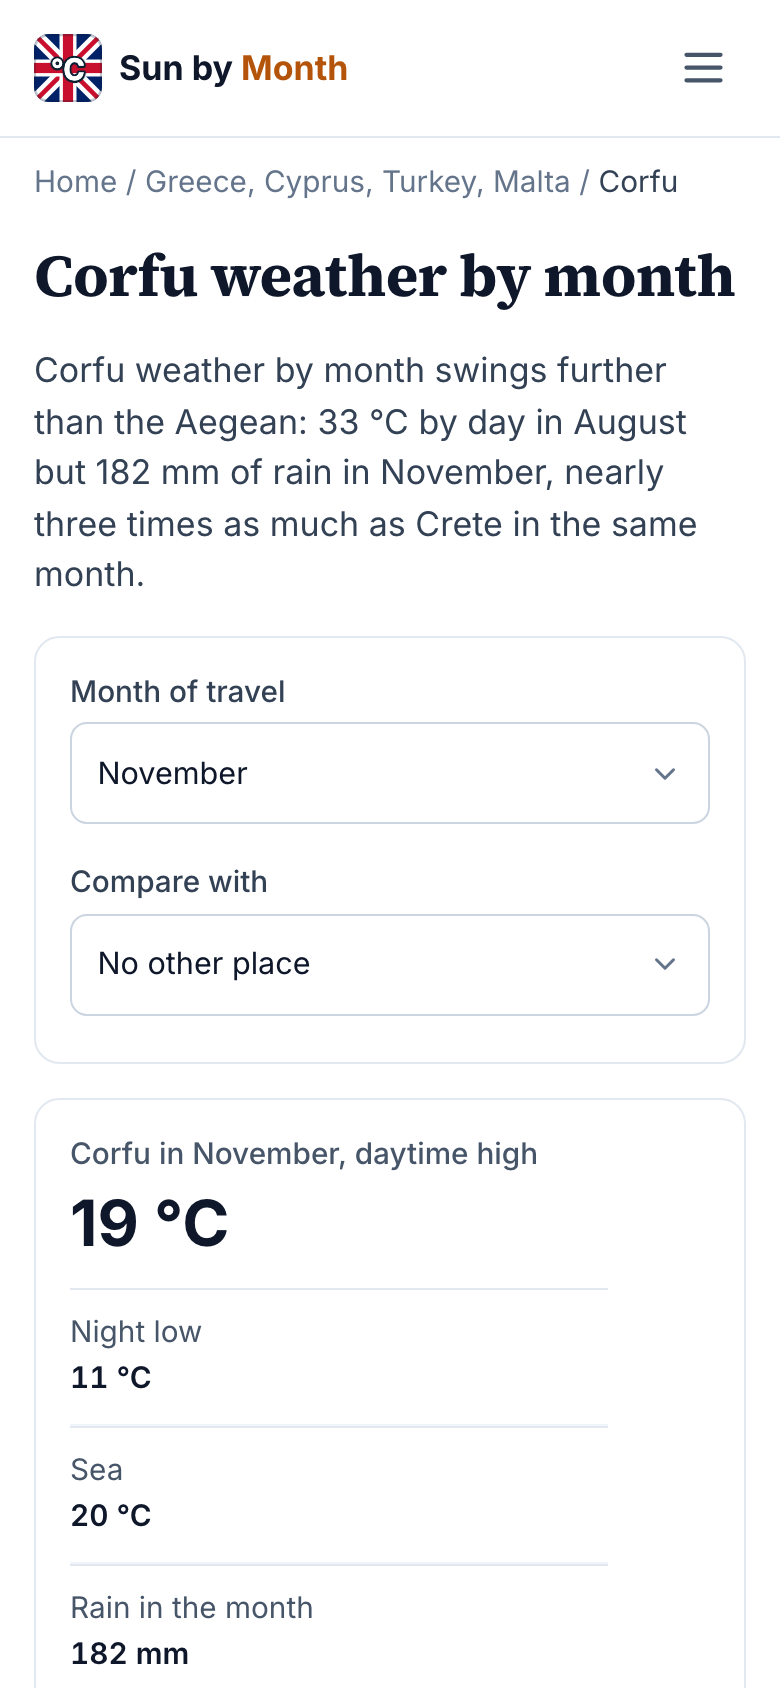 °C
Sun by Month
Home / Greece, Cyprus, Turkey, Malta / Corfu
Corfu weather by month
Corfu weather by month swings further
than the Aegean: 33 °C by day in August
but 182 mm of rain in November, nearly
three times as much as Crete in the same
month.
Month of travel
November
Compare with
No other place
Corfu in November, daytime high
19 °C
Night low
11 °C
Sea
20 °C
Rain in the month
182 mm